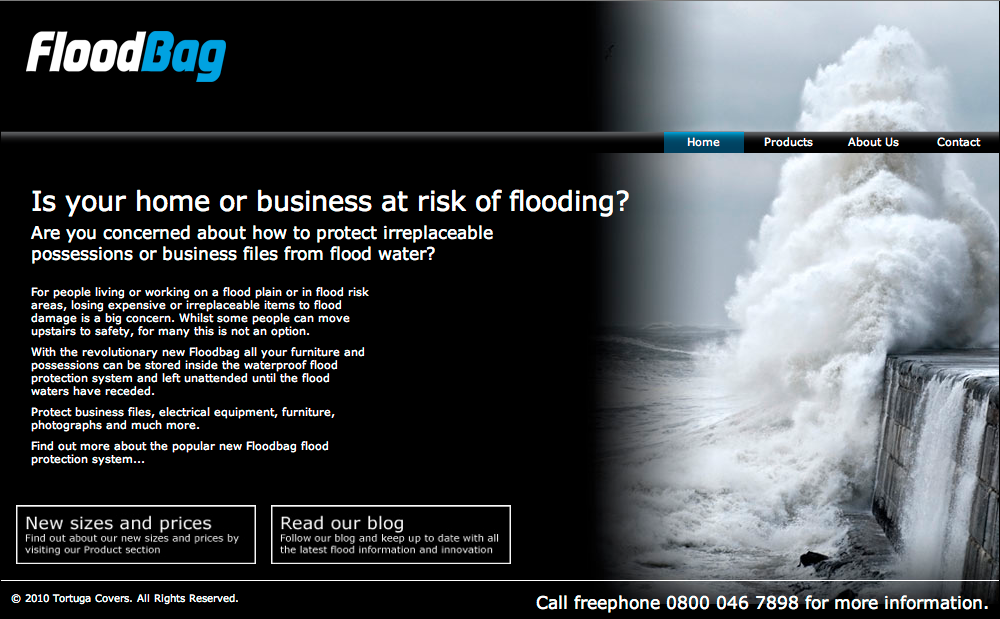 FloodBag
Home Products About Us Contact
Is your home or business at risk of flooding?
Are you concerned about how to protect irreplaceable
possessions or business files from flood water?
For people living or working on a flood plain or in flood risk
areas, losing expensive or irreplaceable items to flood
damage is a big concern. Whilst some people can move
upstairs to safety, for many this is not an option.
With the revolutionary new Floodbag all your furniture and
possessions can be stored inside the waterproof flood
protection system and left unattended until the flood
waters have receded.
Protect business files, electrical equipment, furniture,
photographs and much more.
Find out more about the popular new Floodbag flood
protection system...
New sizes and prices
Find out about our new sizes and prices by
visiting our Product section
Read our blog
Follow our blog and keep up to date with all
the latest flood information and innovation
© 2010 Tortuga Covers. All Rights Reserved.
Call freephone 0800 046 7898 for more information.